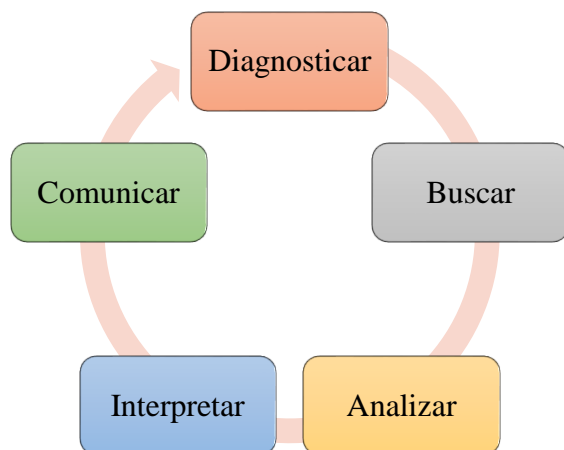 Diagnosticar
Buscar
Analizar
Interpretar
Comunicar